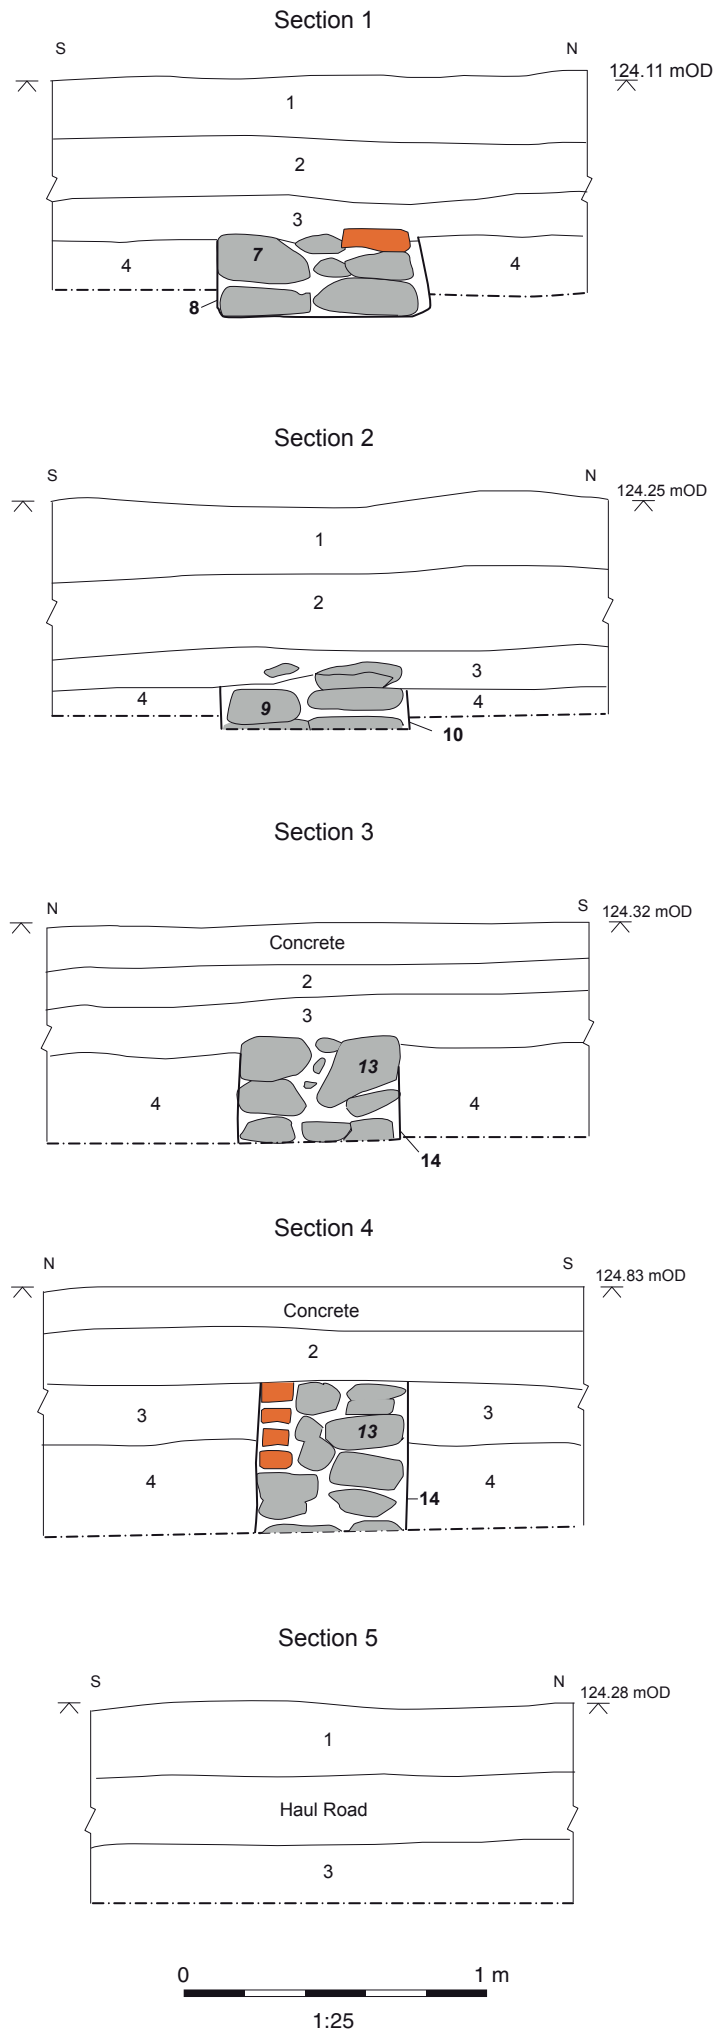 Section 1
S N
124.11 mOD
1
2
3
7
4 4
8
Section 2
S N
124.25 mOD
1
2
3
4 9 4
10
Section 3
N S
124.32 mOD
Concrete
2
3
13
4 4
14
Section 4
N S
124.83 mOD
Concrete
2
3 3
13
4 4
14
Section 5
S N
124.28 mOD
1
Haul Road
3
0 1 m
1:25